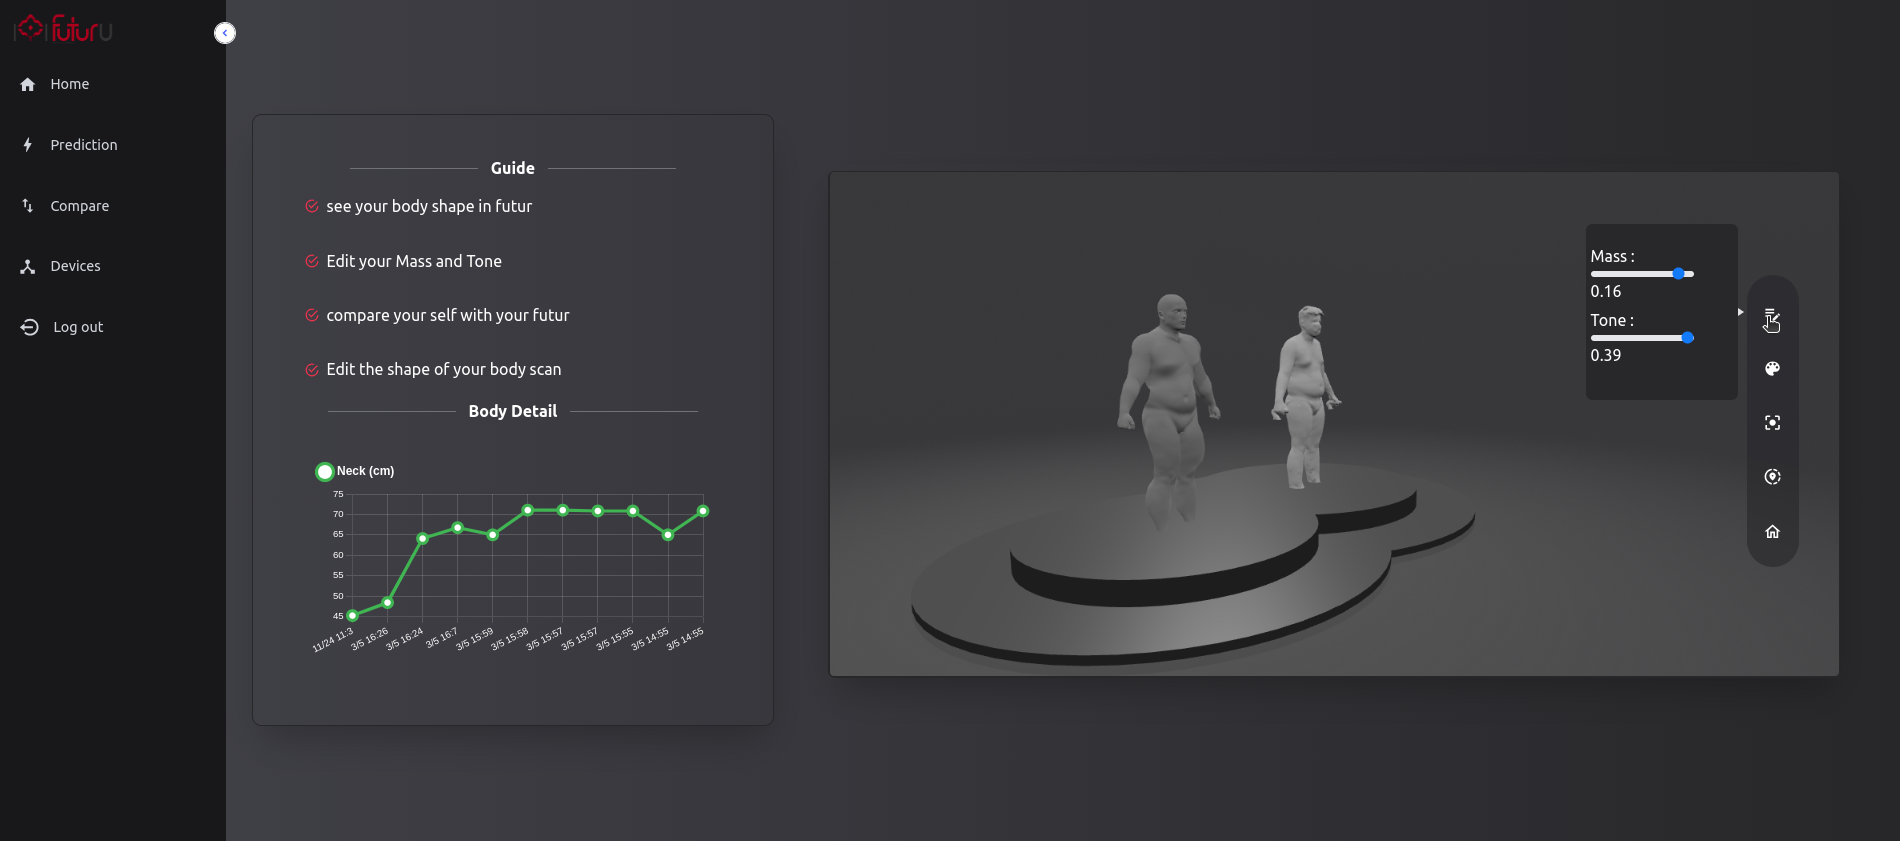 futuru
Home
Prediction
Compare
Devices
Log out
Guide
see your body shape in futur
Edit your Mass and Tone
compare your self with your futur
Edit the shape of your body scan
Body Detail
Neck (cm)
75
70
65
60
55
50
45
11/24 11:3
3/5 16:26
3/5 16:24
3/5 16:7
3/5 15:59
3/5 15:58
3/5 15:57
3/5 15:57
3/5 15:55
3/5 14:55
3/5 14:55
Mass :
0.16
Tone :
0.39